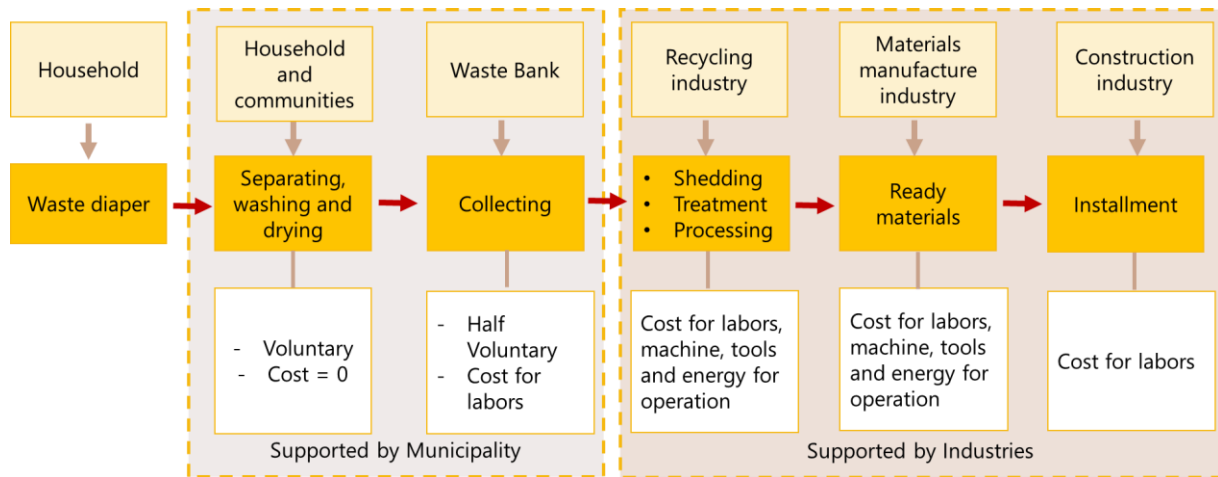 Household
Household
and
communities
Waste Bank
Recycling
industry
Materials
manufacture
industry
Construction
industry
Waste diaper
Separating,
washing and
drying
Collecting
• Shedding
• Treatment
• Processing
Ready
materials
Installment
- Voluntary
- Cost = 0
- Half
Voluntary
- Cost for
labors
Cost for labors,
machine, tools
and energy for
operation
Cost for labors,
machine, tools
and energy for
operation
Cost for labors
Supported by Municipality
Supported by Industries